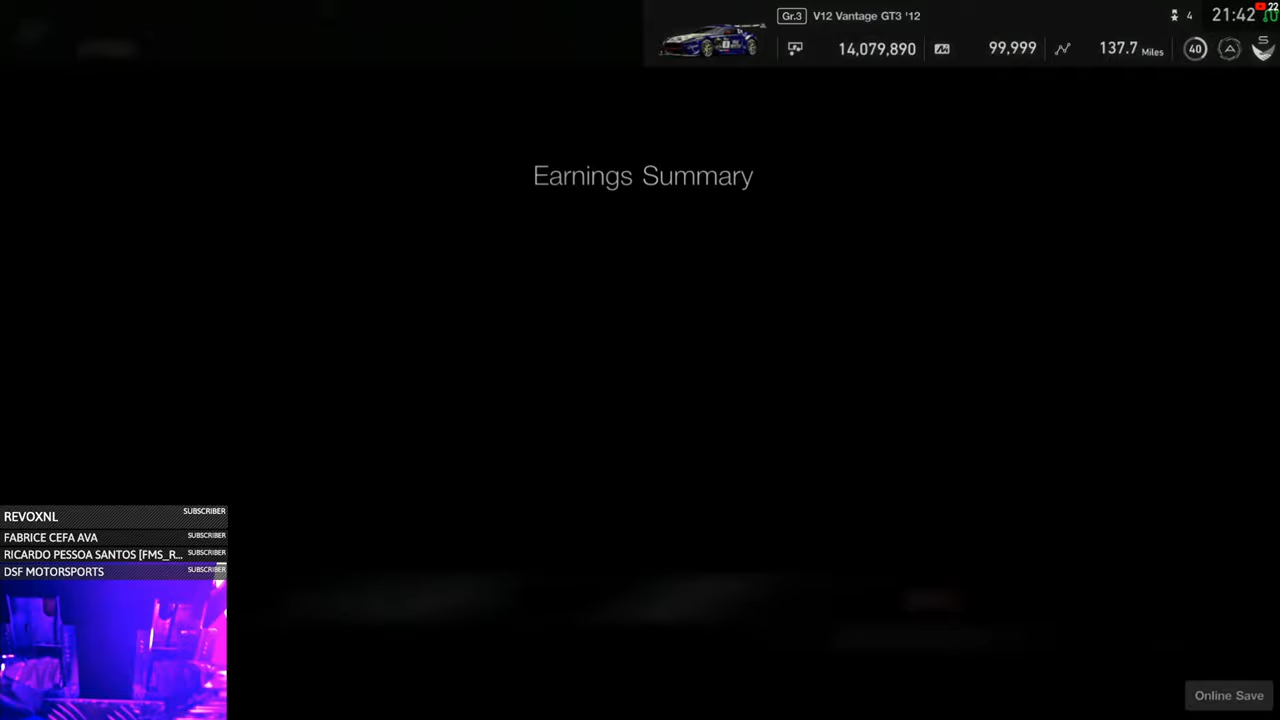 Gr.3 V12 Vantage GT3 '12
4 21:42 22
14,079,890 99,999 137.7 Miles 40 A S
Earnings Summary
REVOXNL SUBSCRIBER
FABRICE CEFA AVA SUBSCRIBER
RICARDO PESSOA SANTOS [FMS_R... SUBSCRIBER
DSF MOTORSPORTS SUBSCRIBER
Online Save